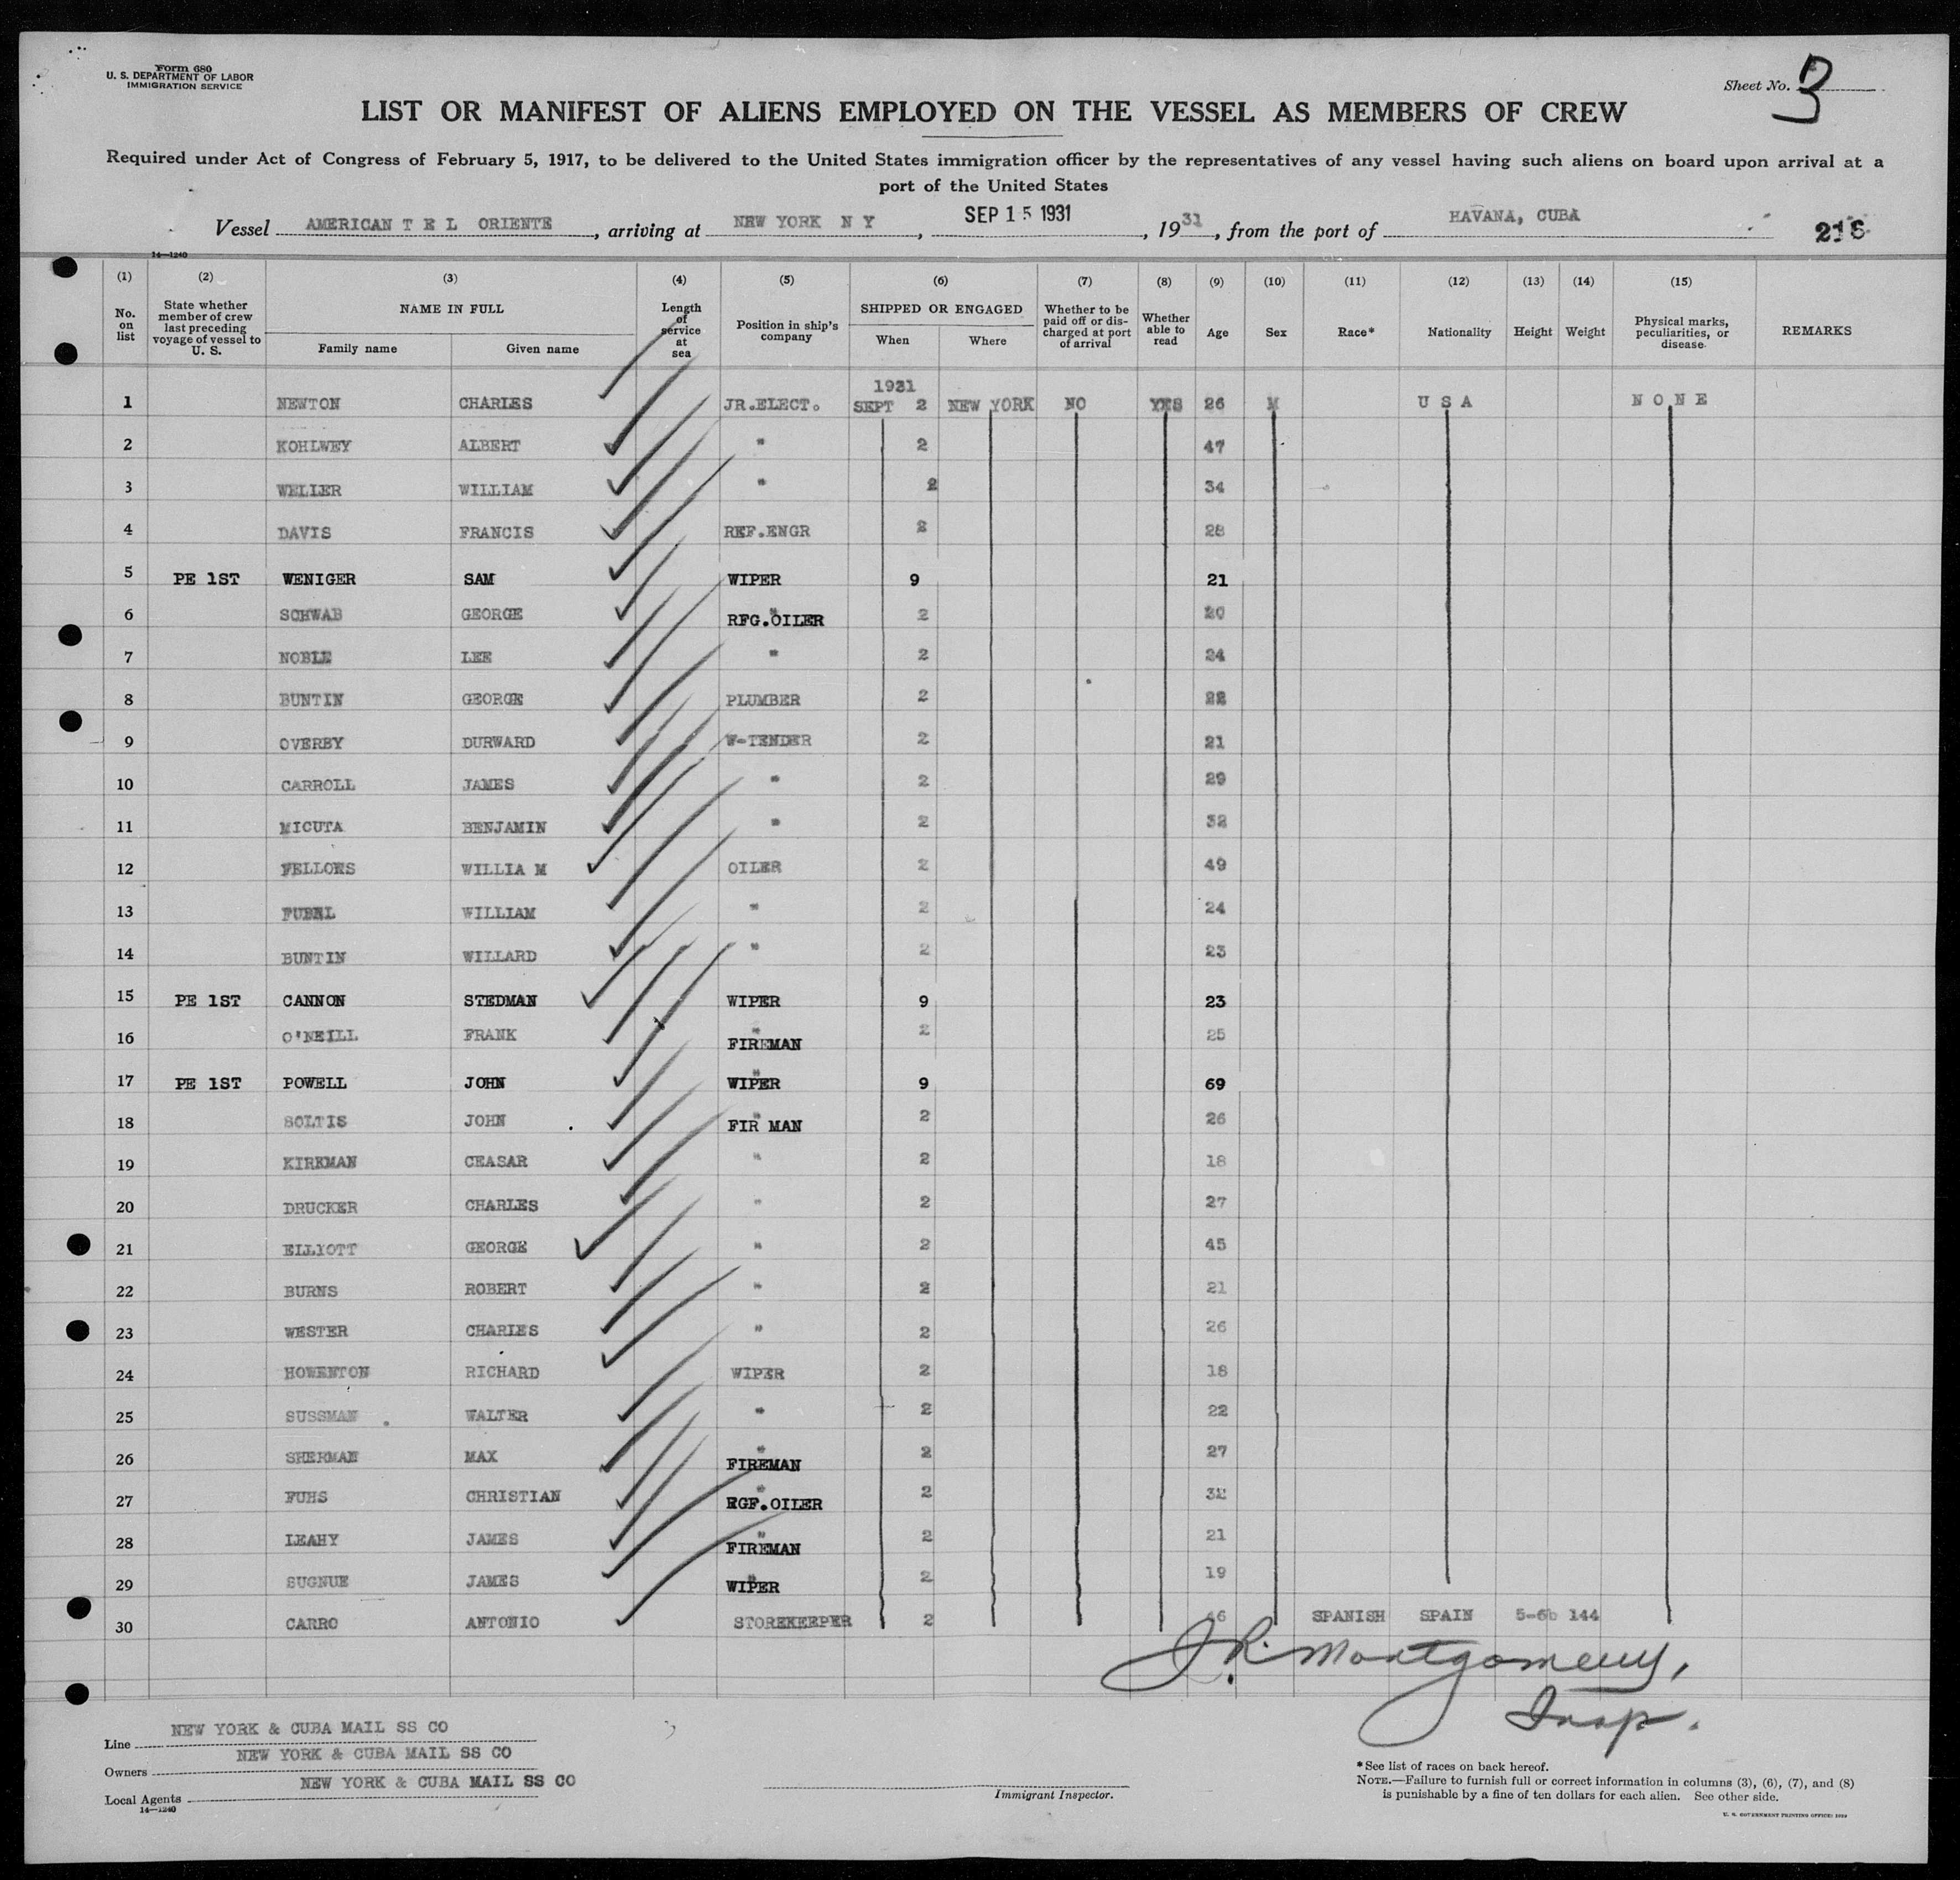 Form 680
U. S. DEPARTMENT OF LABOR
IMMIGRATION SERVICE
Sheet No. 3
LIST OR MANIFEST OF ALIENS EMPLOYED ON THE VESSEL AS MEMBERS OF CREW
Required under Act of Congress of February 5, 1917, to be delivered to the United States immigration officer by the representatives of any vessel having such aliens on board upon arrival at a
port of the United States
Vessel AMERICAN T E L ORIENTE, arriving at NEW YORK N Y, SEP 15 1931, 1931, from the port of HAVANA, CUBA 216
14—1240
(1) (2) (3) (4) (5) (6) (7) (8) (9) (10) (11) (12) (13) (14) (15)
No. on list | State whether member of crew last preceding voyage of vessel to U. S. | NAME IN FULL | Family name | Given name | Length of service at sea | Position in ship's company | SHIPPED OR ENGAGED | When | Where | Whether to be paid off or discharged at port of arrival | Whether able to read | Age | Sex | Race* | Nationality | Height | Weight | Physical marks, peculiarities, or disease | REMARKS
1 NEWTON CHARLES JR.ELECT. 1931 SEPT 2 NEW YORK NO YES 26 M U S A NONE
2 KOHLWEY ALBERT " 2 47
3 WELLER WILLIAM " 2 34
4 DAVIS FRANCIS REF.ENGR 2 28
5 PE 1ST WENIGER SAM WIPER 9 21
6 SCHWAB GEORGE " RFG.OILER 2 20
7 NOBLE LEE " 2 24
8 BUNTIN GEORGE PLUMBER 2 22
9 OVERBY DURWARD W-TENDER 2 21
10 CARROLL JAMES " 2 29
11 MICUTA BENJAMIN " 2 32
12 FELLOWS WILLIA M OILER 2 49
13 WILLIAM " 2 24
14 BUNTIN WILLARD " 2 23
15 PE 1ST CANNON STEDMAN WIPER 9 23
16 O'NEILL FRANK " FIREMAN 2 25
17 PE 1ST POWELL JOHN " WIPER 9 69
18 SOLTIS JOHN " FIR MAN 2 26
19 KIRKMAN CEASAR " 2 18
20 DRUCKER CHARLES " 2 27
21 ELLYOTT GEORGE " 2 45
22 BURNS ROBERT " 2 21
23 WESTER CHARLES " 2 26
24 HOWENTON RICHARD WIPER 2 18
25 SUSSMAN WALTER " 2 22
26 SHERMAN MAX " FIREMAN 2 27
27 FUHS CHRISTIAN " RGF.OILER 2
28 LEAHY JAMES " FIREMAN 2 21
29 SUGNUE JAMES " WIPER 2 19
30 CARRO ANTONIO STOREKEEPER 2 46 SPANISH SPAIN 5-6 144
J R. Montgomery,
Insp.
Line NEW YORK & CUBA MAIL SS CO
Owners NEW YORK & CUBA MAIL SS CO
Local Agents NEW YORK & CUBA MAIL SS CO
14—1240
Immigrant Inspector.
*See list of races on back hereof.
NOTE.—Failure to furnish full or correct information in columns (3), (6), (7), and (8)
is punishable by a fine of ten dollars for each alien. See other side.
U. S. GOVERNMENT PRINTING OFFICE: 1929